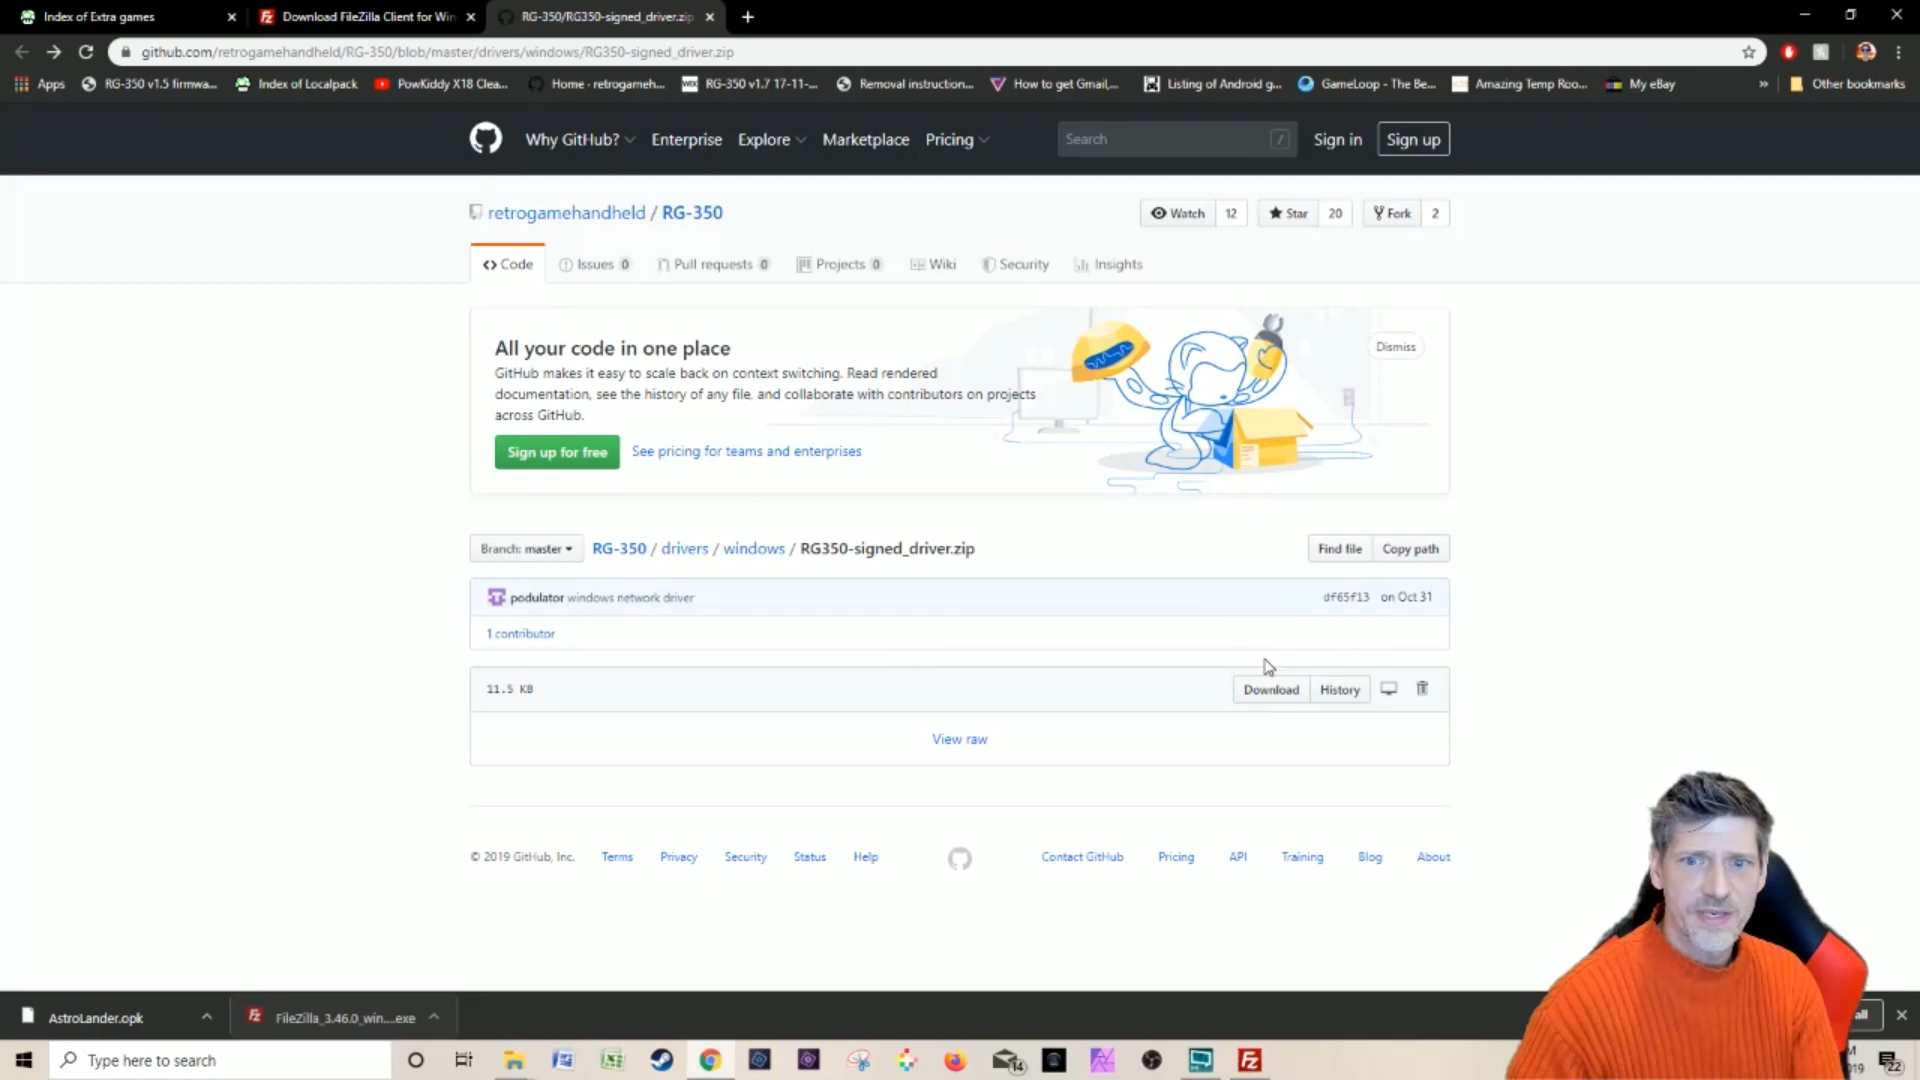 Index of Extra games
Download FileZilla Client for Win
RG-350/RG350-signed_driver.zip
github.com/retrogamehandheld/RG-350/blob/master/drivers/windows/RG350-signed_driver.zip
Apps
RG-350 v1.5 firmwa...
Index of Localpack
PowKiddy X18 Clea...
Home - retrogameh...
RG-350 v1.7 17-11-...
Removal instruction...
How to get Gmail,...
Listing of Android g...
GameLoop - The Be...
Amazing Temp Roo...
My eBay
»
Other bookmarks
Why GitHub?
Enterprise
Explore
Marketplace
Pricing
Search
/
Sign in
Sign up
retrogamehandheld / RG-350
Watch 12
Star 20
Fork 2
<> Code
Issues 0
Pull requests 0
Projects 0
Wiki
Security
Insights
All your code in one place
Dismiss
GitHub makes it easy to scale back on context switching. Read rendered
documentation, see the history of any file, and collaborate with contributors on projects
across GitHub.
Sign up for free
See pricing for teams and enterprises
Branch: master
RG-350 / drivers / windows / RG350-signed_driver.zip
Find file
Copy path
podulator windows network driver
df65f13 on Oct 31
1 contributor
11.5 KB
Download
History
View raw
© 2019 GitHub, Inc.
Terms
Privacy
Security
Status
Help
Contact GitHub
Pricing
API
Training
Blog
About
AstroLander.opk
FileZilla_3.46.0_win....exe
all
Type here to search
14
M
019
22